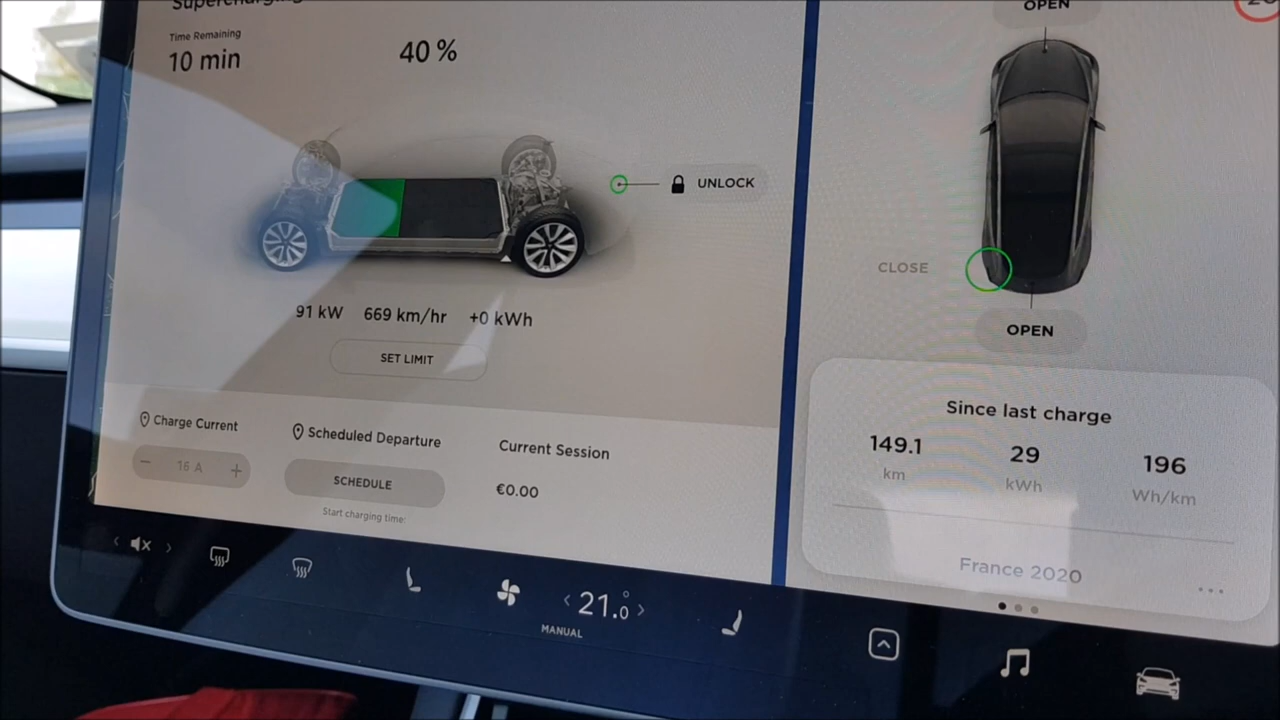 Supercharging
Time Remaining
10 min
40 %
UNLOCK
91 kW 669 km/hr +0 kWh
SET LIMIT
Charge Current
− 16 A +
Scheduled Departure
SCHEDULE
Start charging time:
Current Session
€0.00
OPEN
CLOSE
OPEN
Since last charge
149.1 29 196
km kWh Wh/km
France 2020
21.0
MANUAL